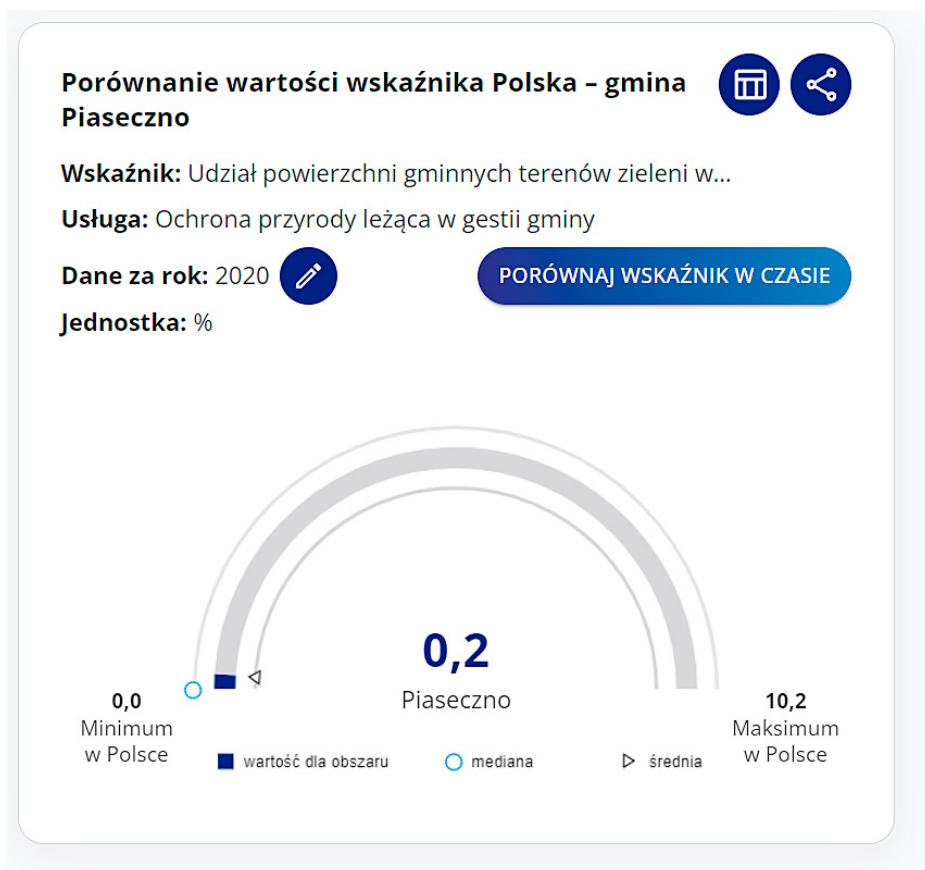 Porównanie wartości wskaźnika Polska – gmina
Piaseczno
Wskaźnik: Udział powierzchni gminnych terenów zieleni w...
Usługa: Ochrona przyrody leżąca w gestii gminy
Dane za rok: 2020
PORÓWNAJ WSKAŹNIK W CZASIE
Jednostka: %
0,2
Piaseczno
0,0
Minimum
w Polsce
10,2
Maksimum
w Polsce
wartość dla obszaru
mediana
średnia